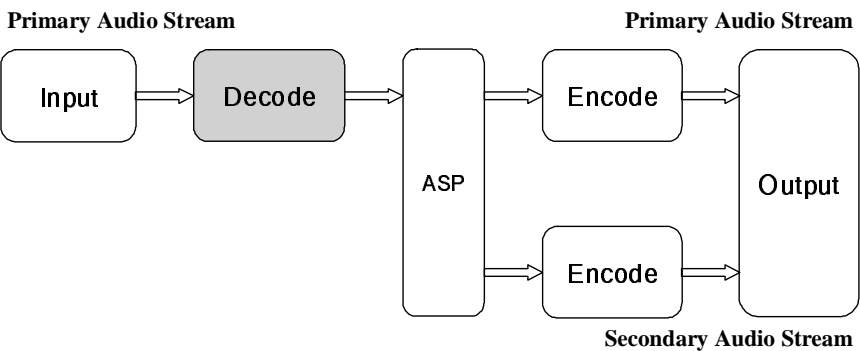 Primary Audio Stream
Primary Audio Stream
Input
Decode
ASP
Encode
Encode
Output
Secondary Audio Stream